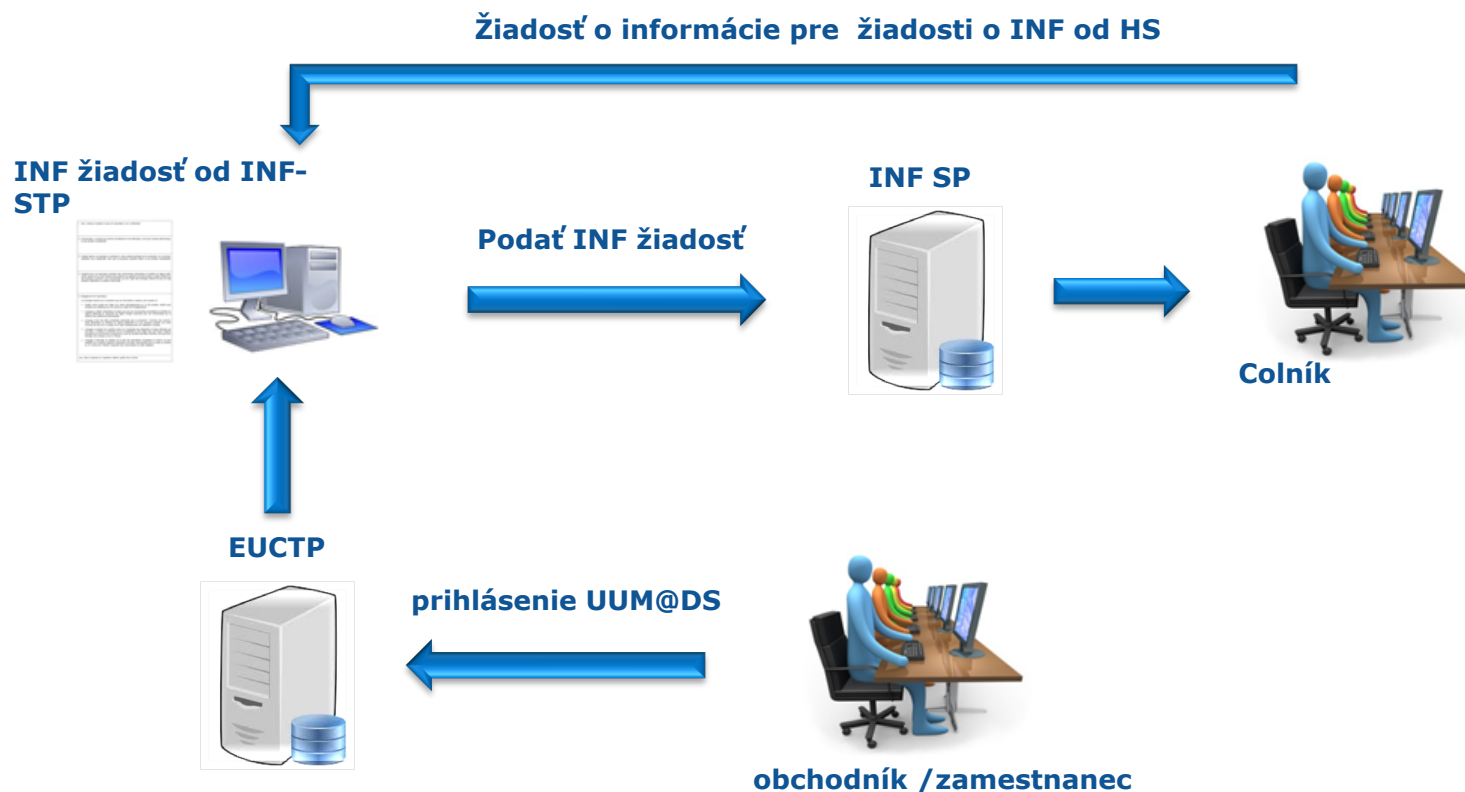 Žiadosť o informácie pre žiadosti o INF od HS
INF žiadosť od INF-
STP
INF SP
Podať INF žiadosť
Colník
EUCTP
prihlásenie UUM@DS
obchodník /zamestnanec